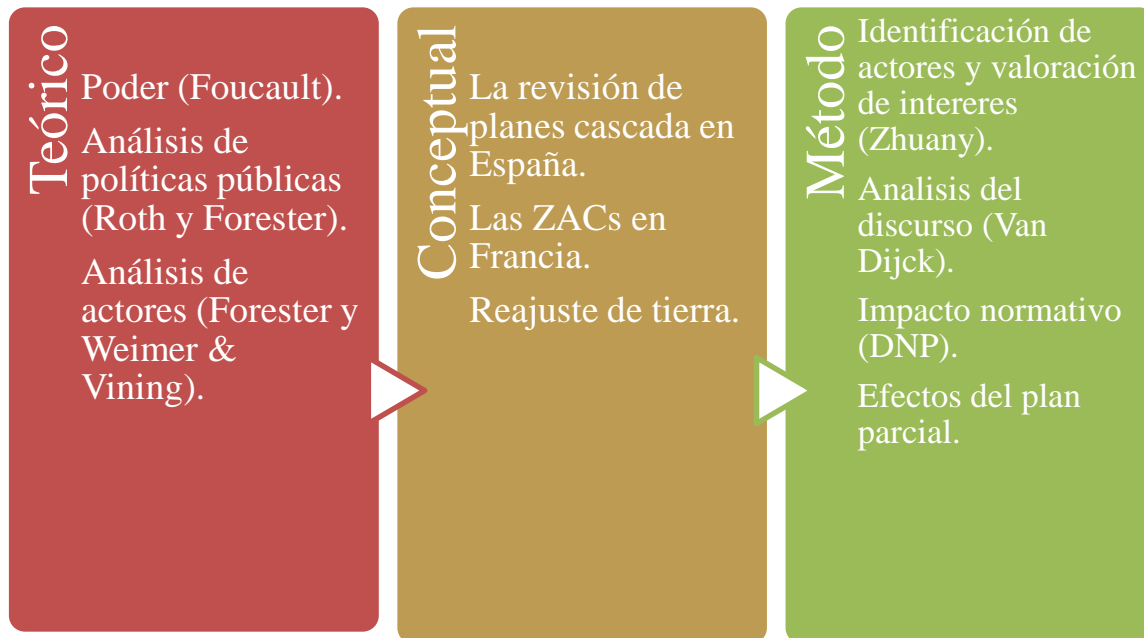 Teórico
Poder (Foucault).
Análisis de
políticas públicas
(Roth y Forester).
Análisis de
actores (Forester y
Weimer &
Vining).
Conceptual
La revisión de
planes cascada en
España.
Las ZACs en
Francia.
Reajuste de tierra.
Método
Identificación de
actores y valoración
de intereres
(Zhuany).
Analisis del
discurso (Van
Dijck).
Impacto normativo
(DNP).
Efectos del plan
parcial.